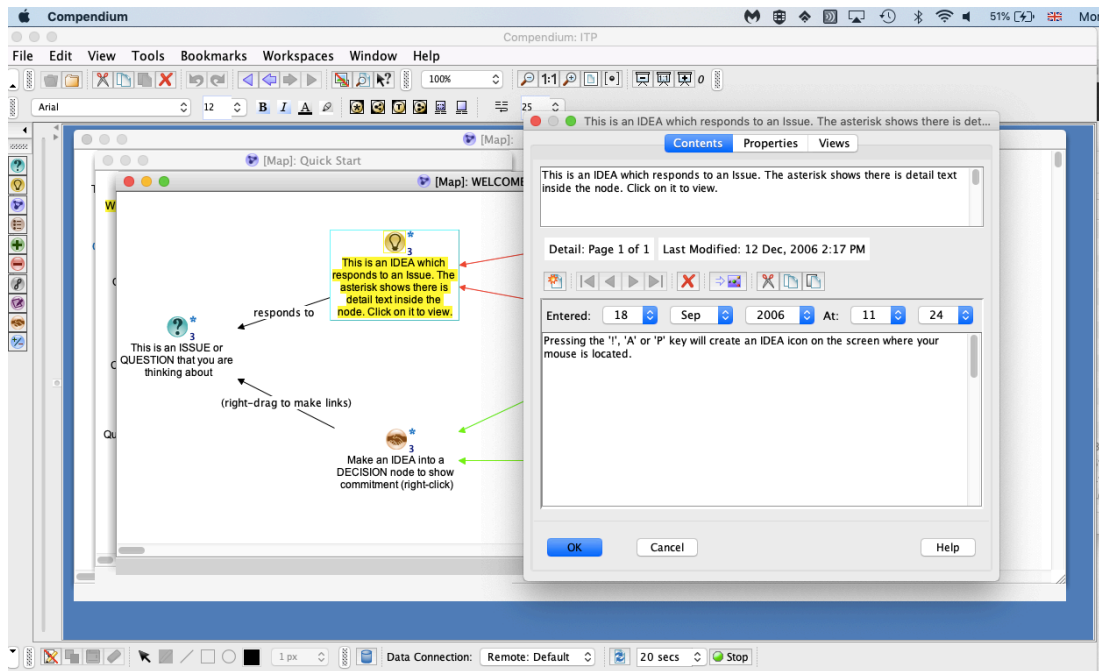 Compendium
51%
Mo
Compendium: ITP
File Edit View Tools Bookmarks Workspaces Window Help
100%
1:1
0
Arial
12
B I A
25
[Map]:
[Map]: Quick Start
[Map]: WELCOME
W
Qu
*
3
This is an IDEA which
responds to an Issue. The
asterisk shows there is
detail text inside the
node. Click on it to view.
responds to
?
*
3
This is an ISSUE or
QUESTION that you are
thinking about
(right-drag to make links)
*
3
Make an IDEA into a
DECISION node to show
commitment (right-click)
This is an IDEA which responds to an Issue. The asterisk shows there is det...
Contents Properties Views
This is an IDEA which responds to an Issue. The asterisk shows there is detail text
inside the node. Click on it to view.
Detail: Page 1 of 1 Last Modified: 12 Dec, 2006 2:17 PM
Entered: 18 Sep 2006 At: 11 24
Pressing the '!', 'A' or 'P' key will create an IDEA icon on the screen where your
mouse is located.
OK Cancel Help
1 px
Data Connection: Remote: Default 20 secs Stop